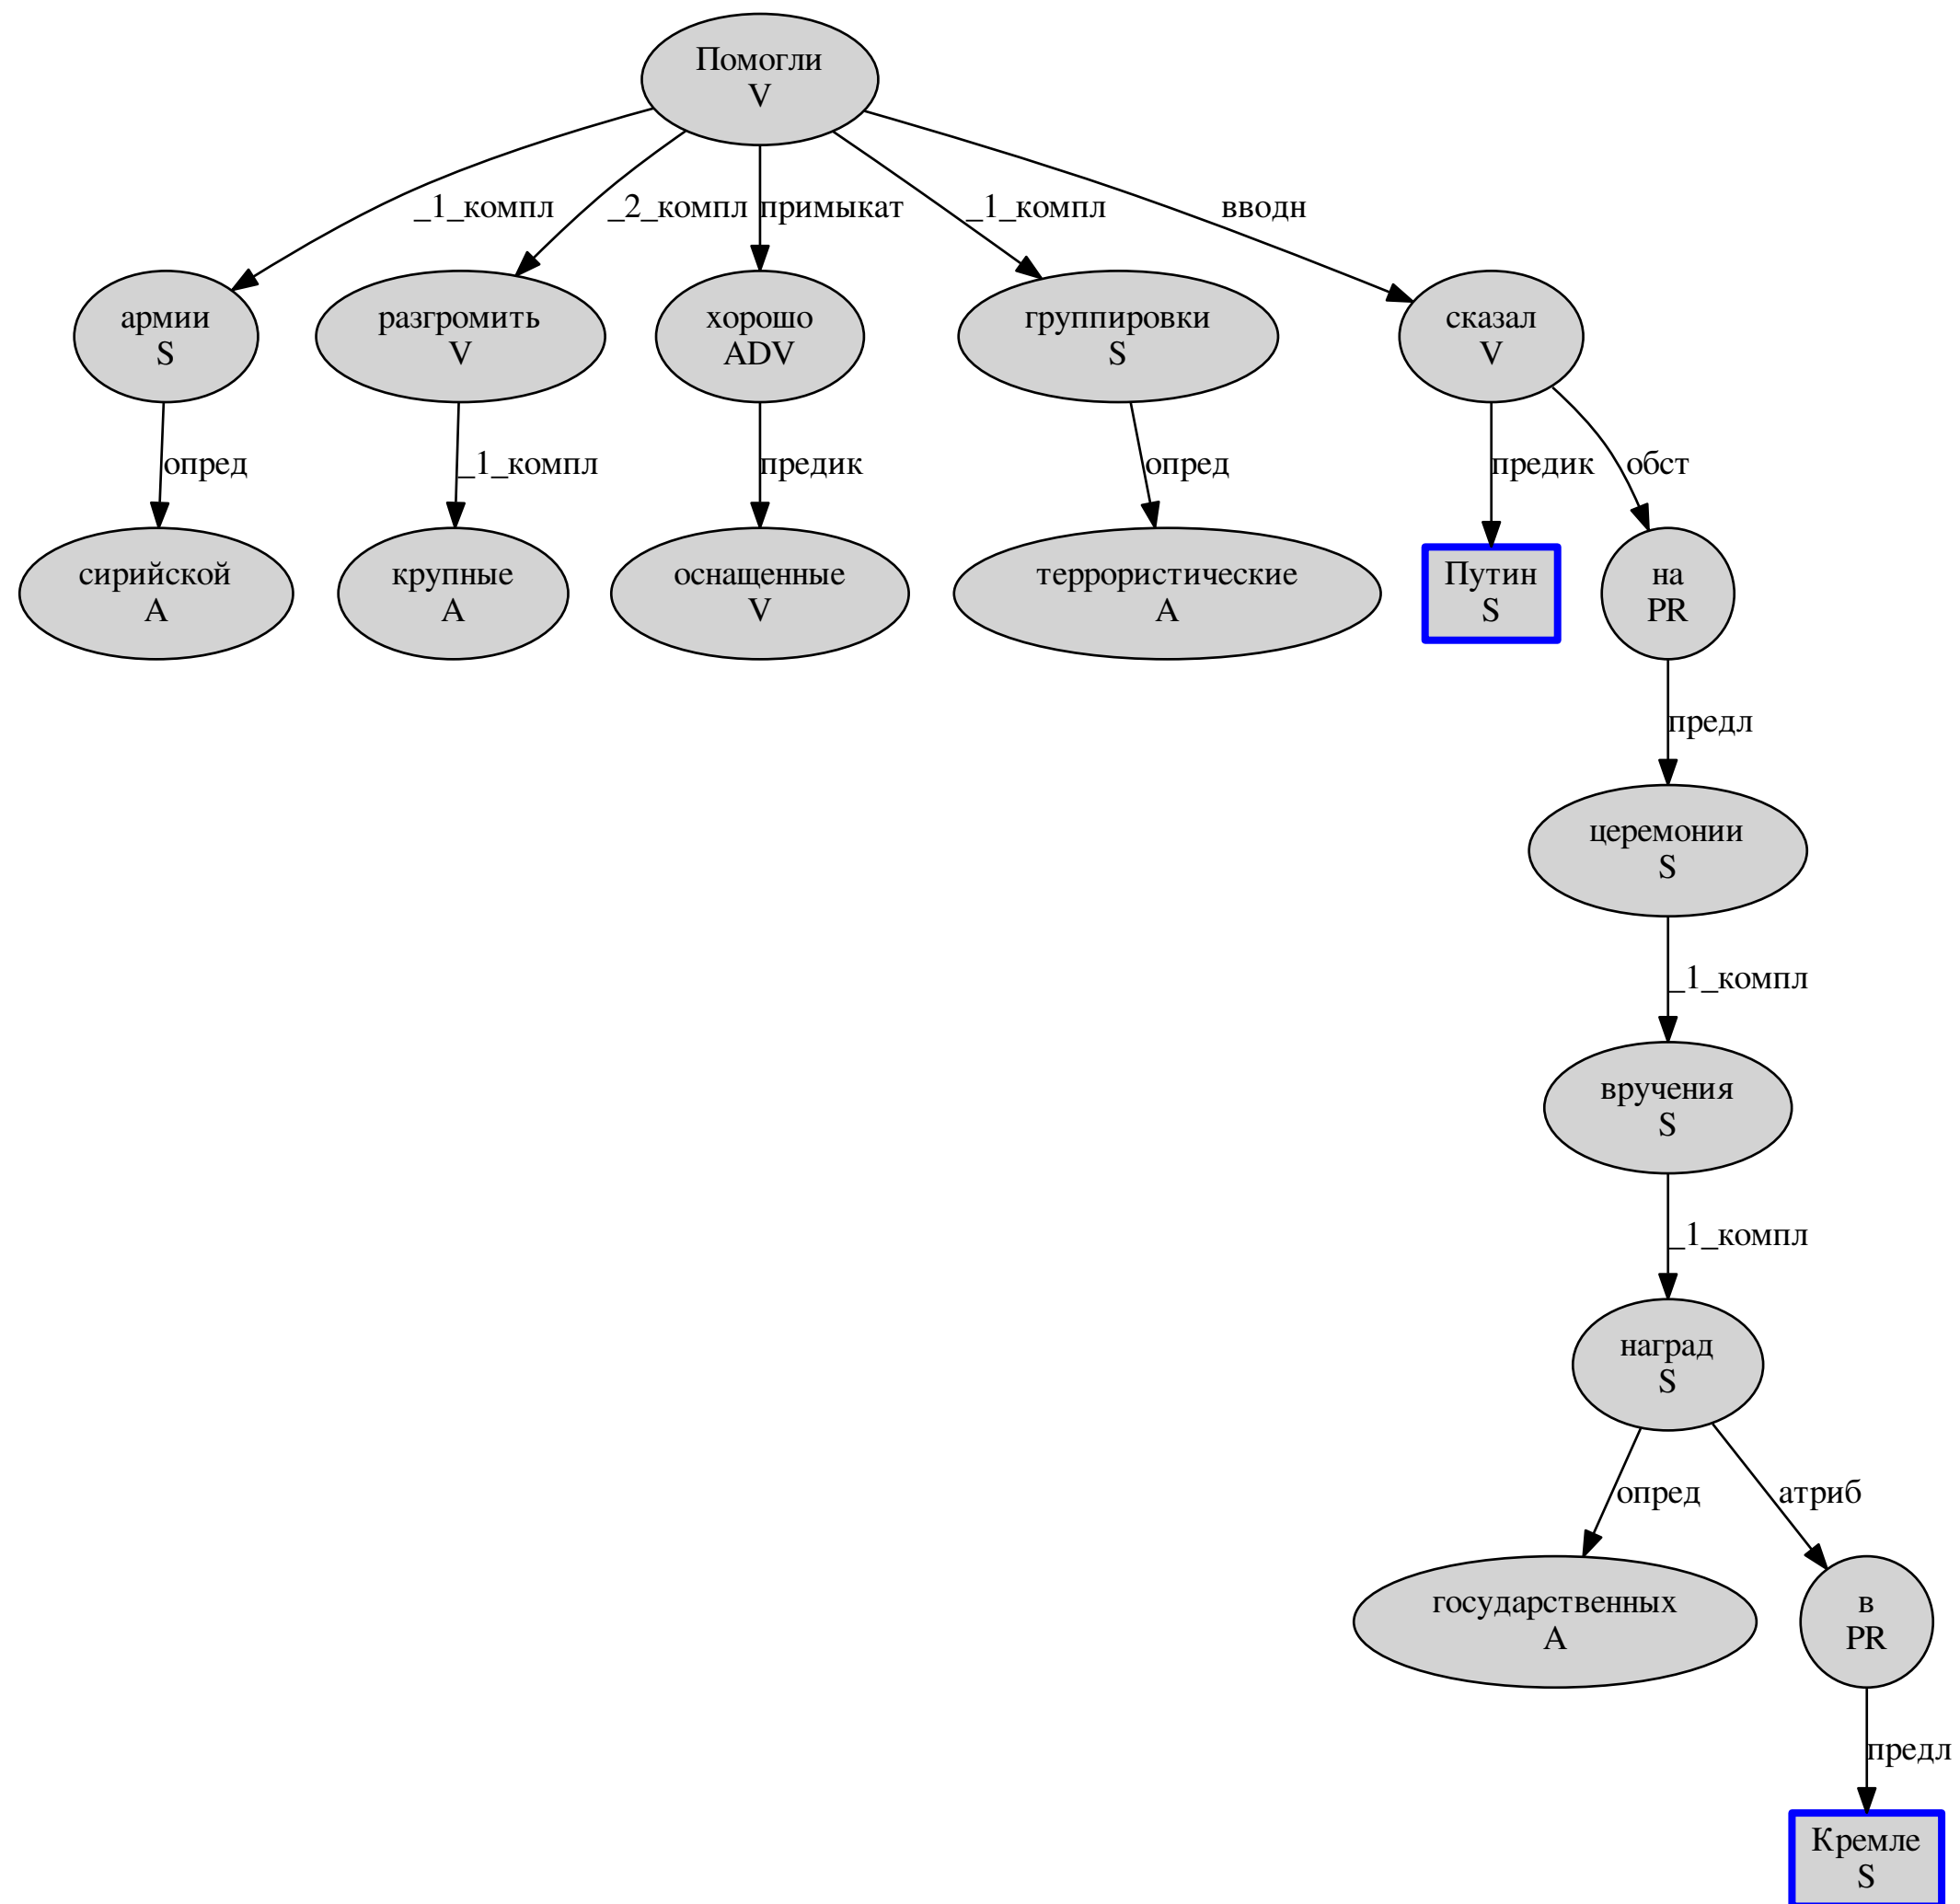 Помогли
V
_1_компл
_2_компл
примыкат
_1_компл
вводн
армии
S
разгромить
V
хорошо
ADV
группировки
S
сказал
V
опред
_1_компл
предик
опред
предик
обст
сирийской
A
крупные
A
оснащенные
V
террористические
A
Путин
S
на
PR
предл
церемонии
S
_1_компл
вручения
S
_1_компл
наград
S
опред
атриб
государственных
A
в
PR
предл
Кремле
S